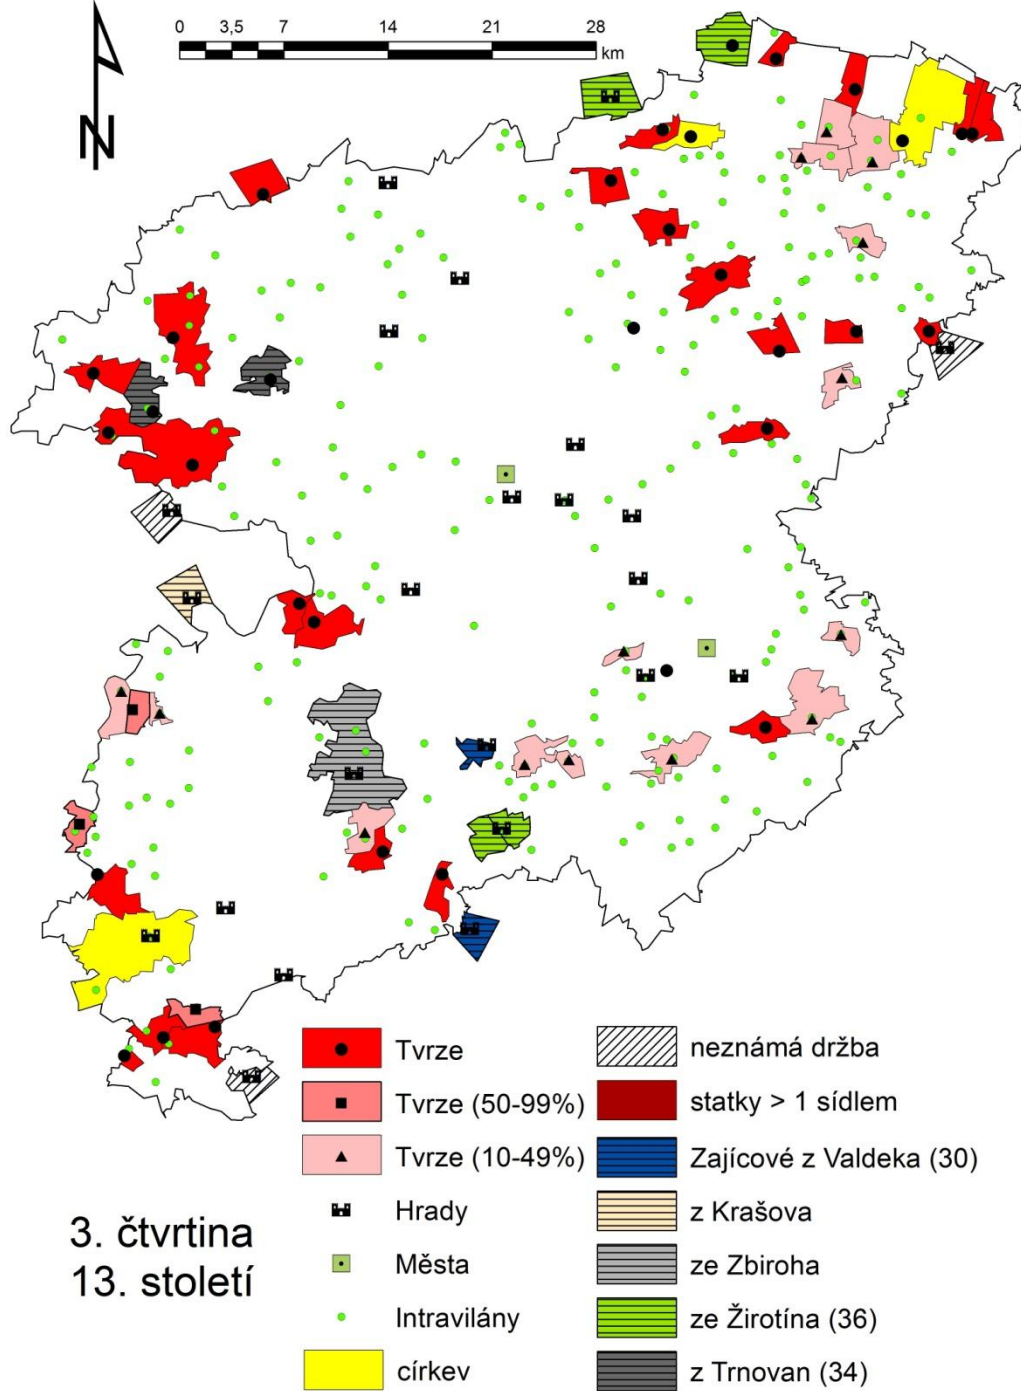 0 3,5 7 14 21 28
km
N
Tvrze
Tvrze (50-99%)
Tvrze (10-49%)
Hrady
Města
Intravilány
církev
neznámá držba
statky > 1 sídlem
Zajícové z Valdeka (30)
z Krašova
ze Zbiroha
ze Žirotína (36)
z Trnovan (34)
3. čtvrtina
13. století